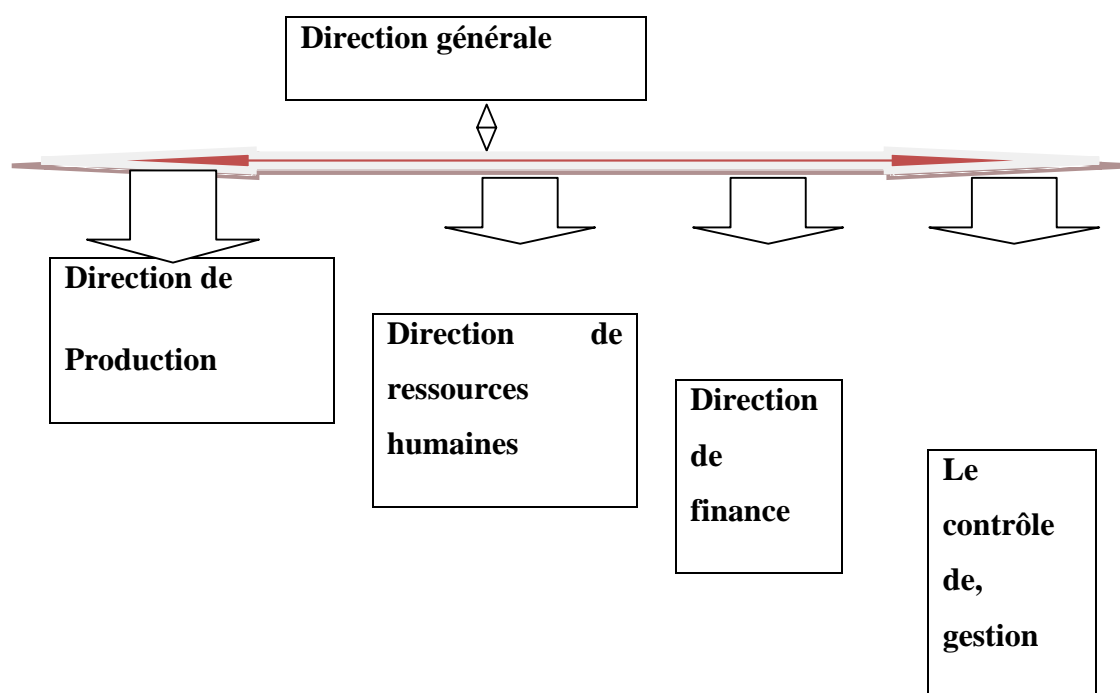 Direction générale
Direction de
Production
Direction de
ressources
humaines
Direction
de
finance
Le
contrôle
de,
gestion